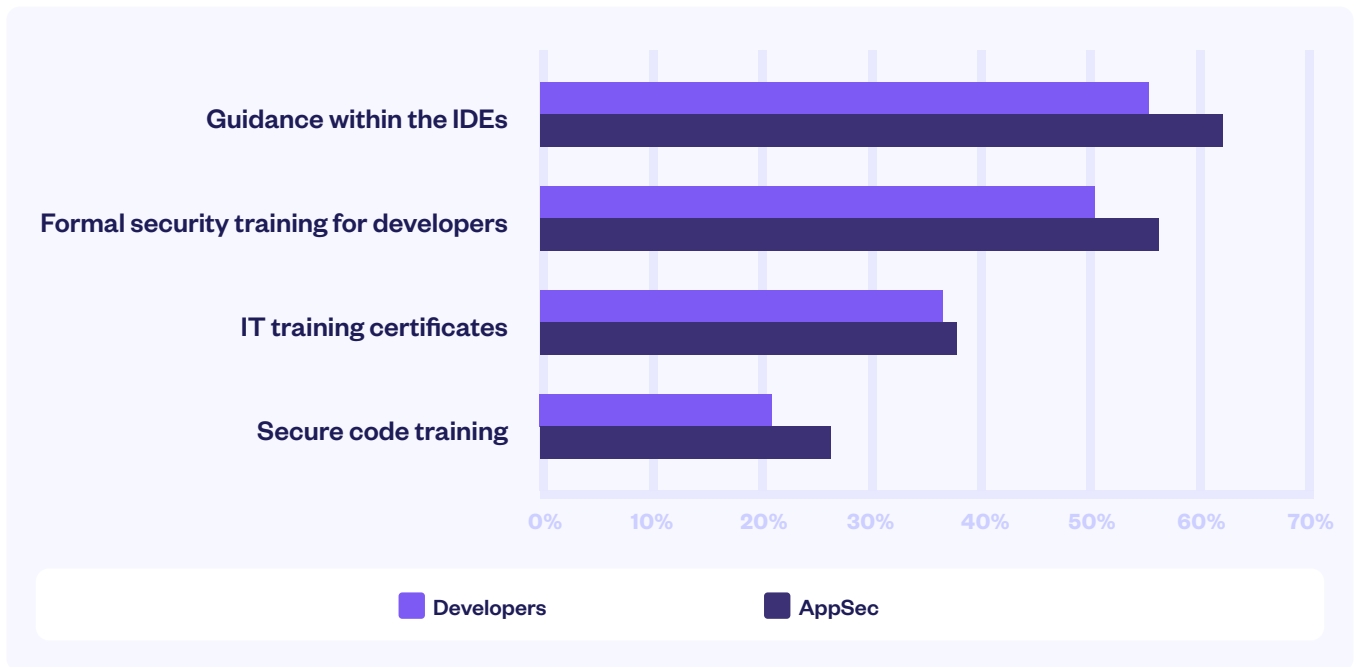 Guidance within the IDEs
Formal security training for developers
IT training certificates
Secure code training
0% 10% 20% 30% 40% 50% 60% 70%
Developers AppSec